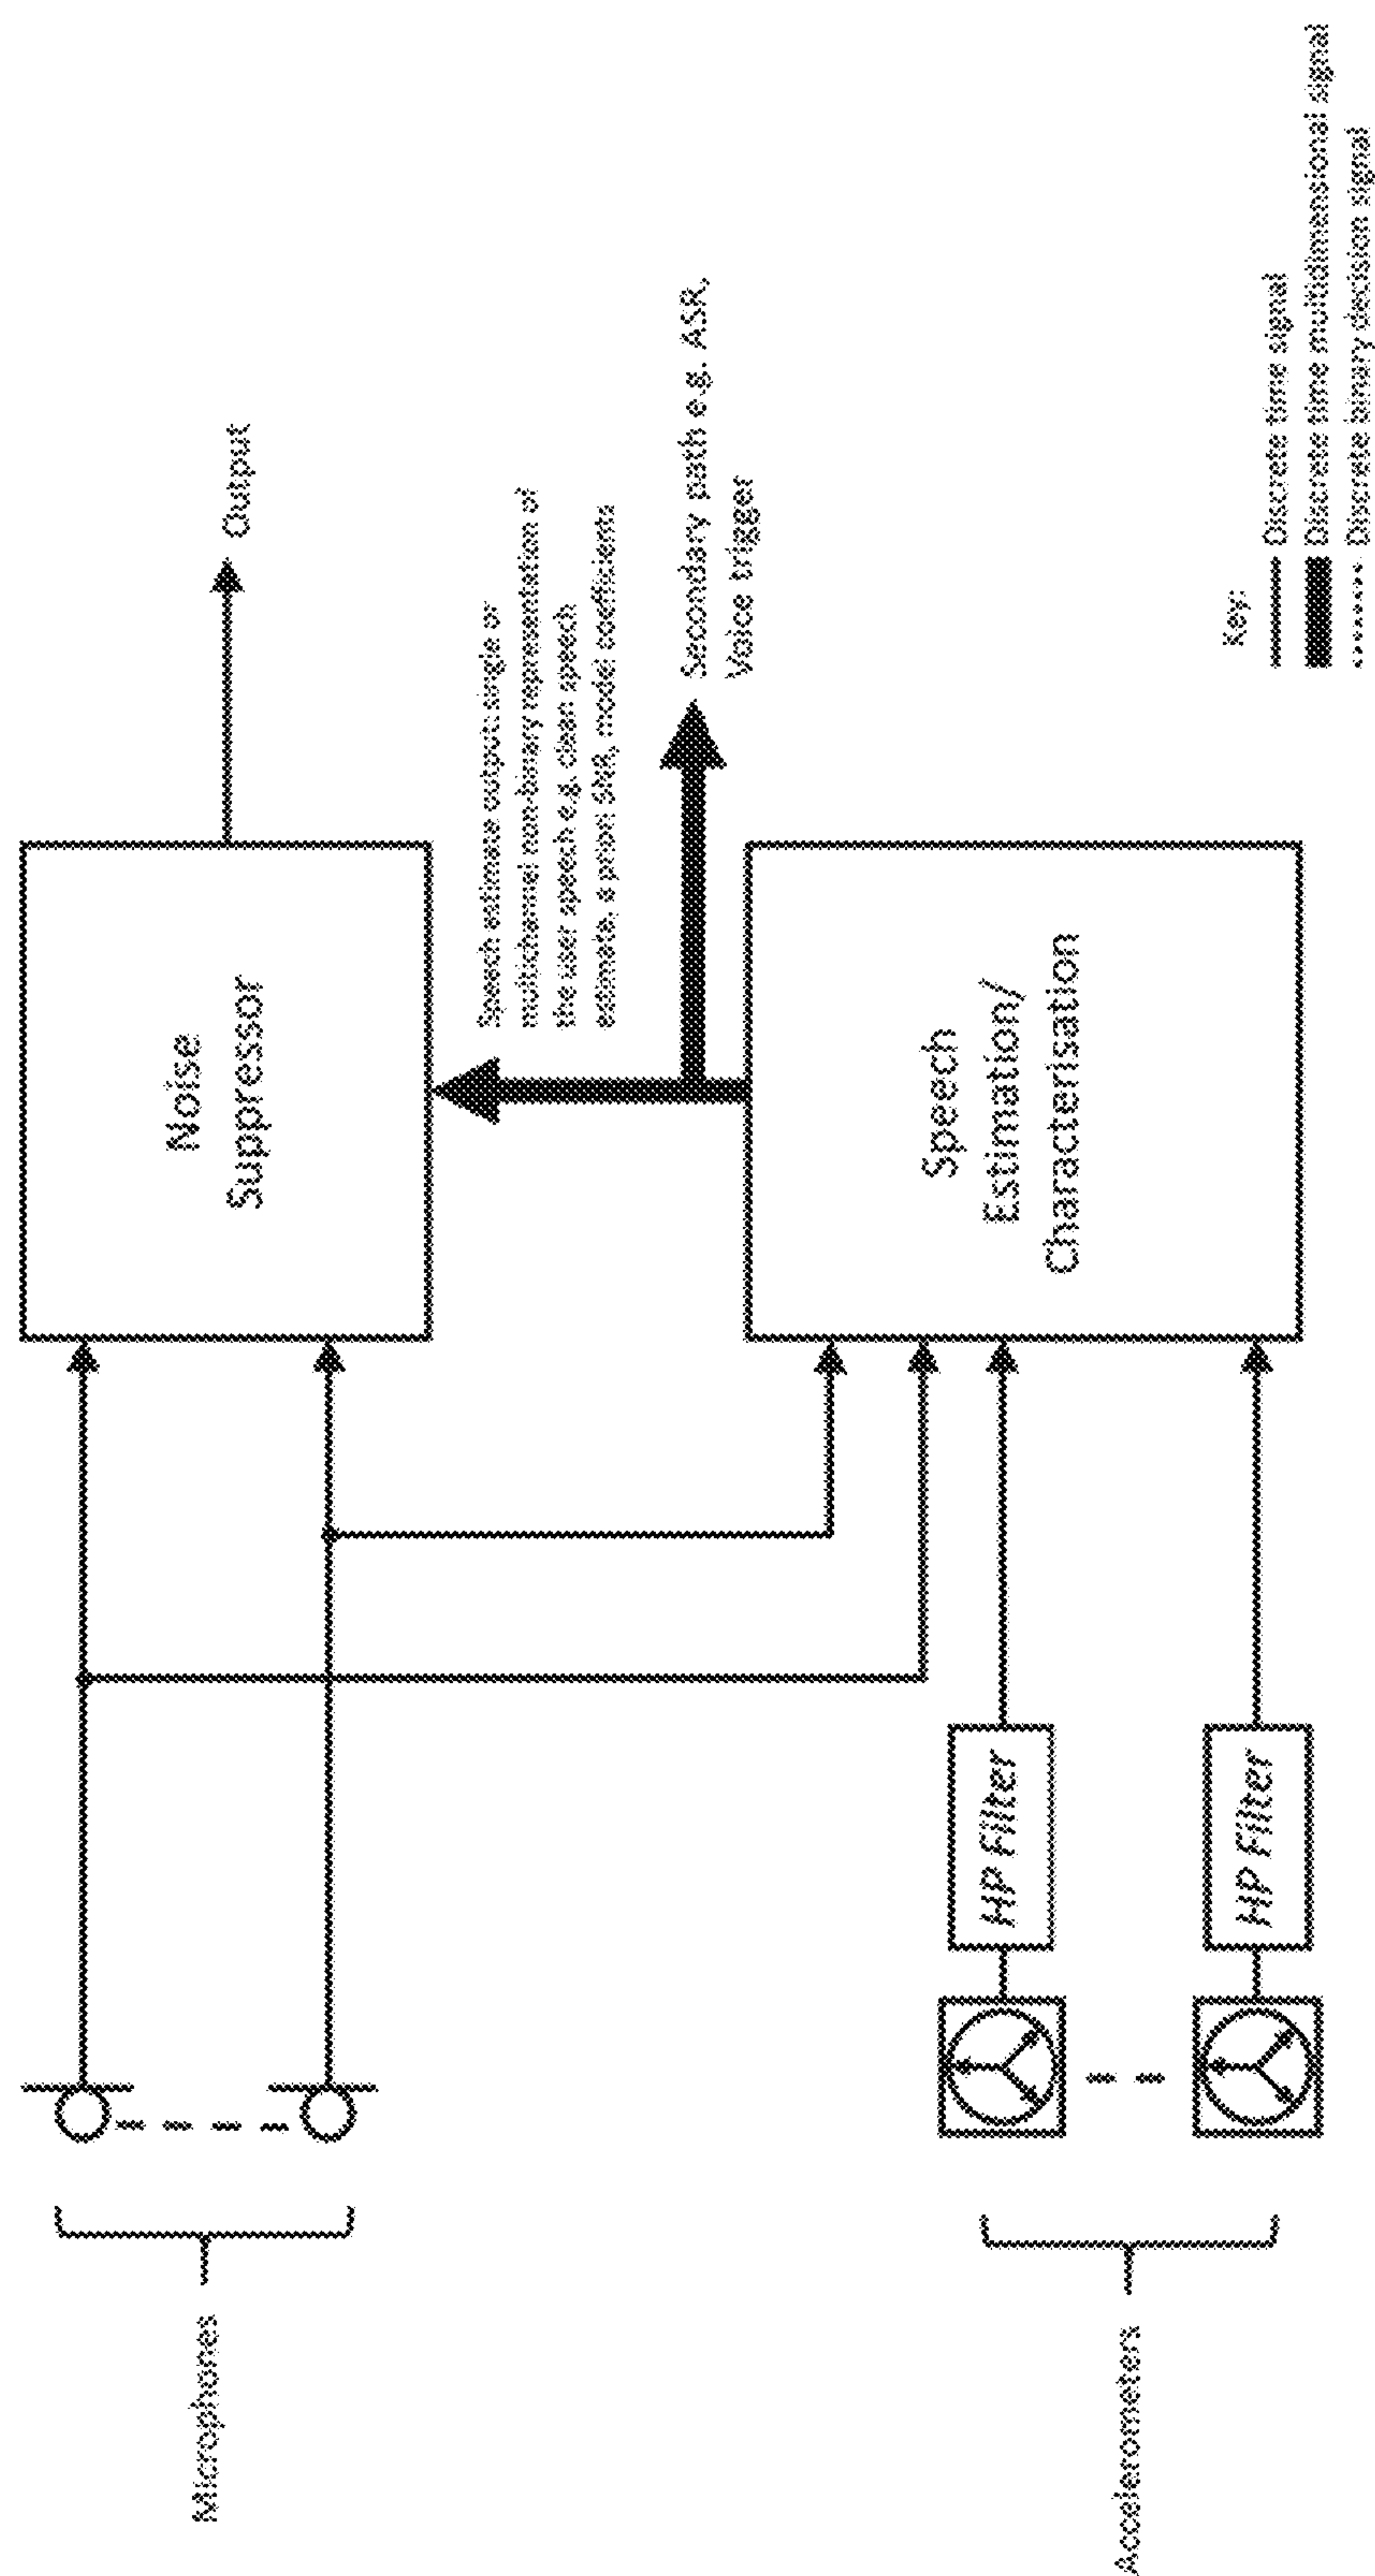 Microphones
Noise
Suppressor
Output
Speech estimate output: single or
multichannel non-binary representation of
the user speech e.g. clean speech
estimate, a priori SNR, model coefficients
Secondary path e.g. ASR,
Voice trigger
Speech
Estimation/
Characterisation
HP Filter
HP Filter
Accelerometers
Key:
Discrete time signal
Discrete time multidimensional signal
Discrete binary decision signal